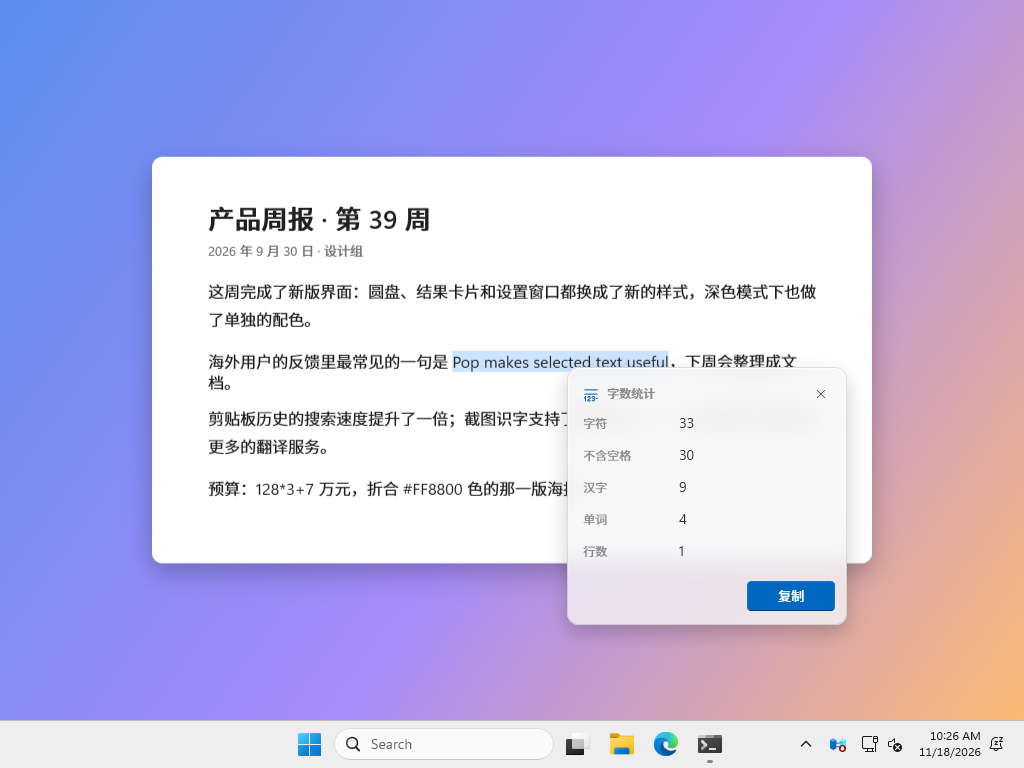 产品周报 · 第 39 周
2026 年 9 月 30 日 · 设计组
这周完成了新版界面：圆盘、结果卡片和设置窗口都换成了新的样式，深色模式下也做
了单独的配色。
海外用户的反馈里最常见的一句是 Pop makes selected text useful，下周会整理成文
档。
剪贴板历史的搜索速度提升了一倍；截图识字支持了
更多的翻译服务。
预算：128*3+7 万元，折合 #FF8800 色的那一版海报
字数统计
字符 33
不含空格 30
汉字 9
单词 4
行数 1
复制
Search
10:26 AM
11/18/2026